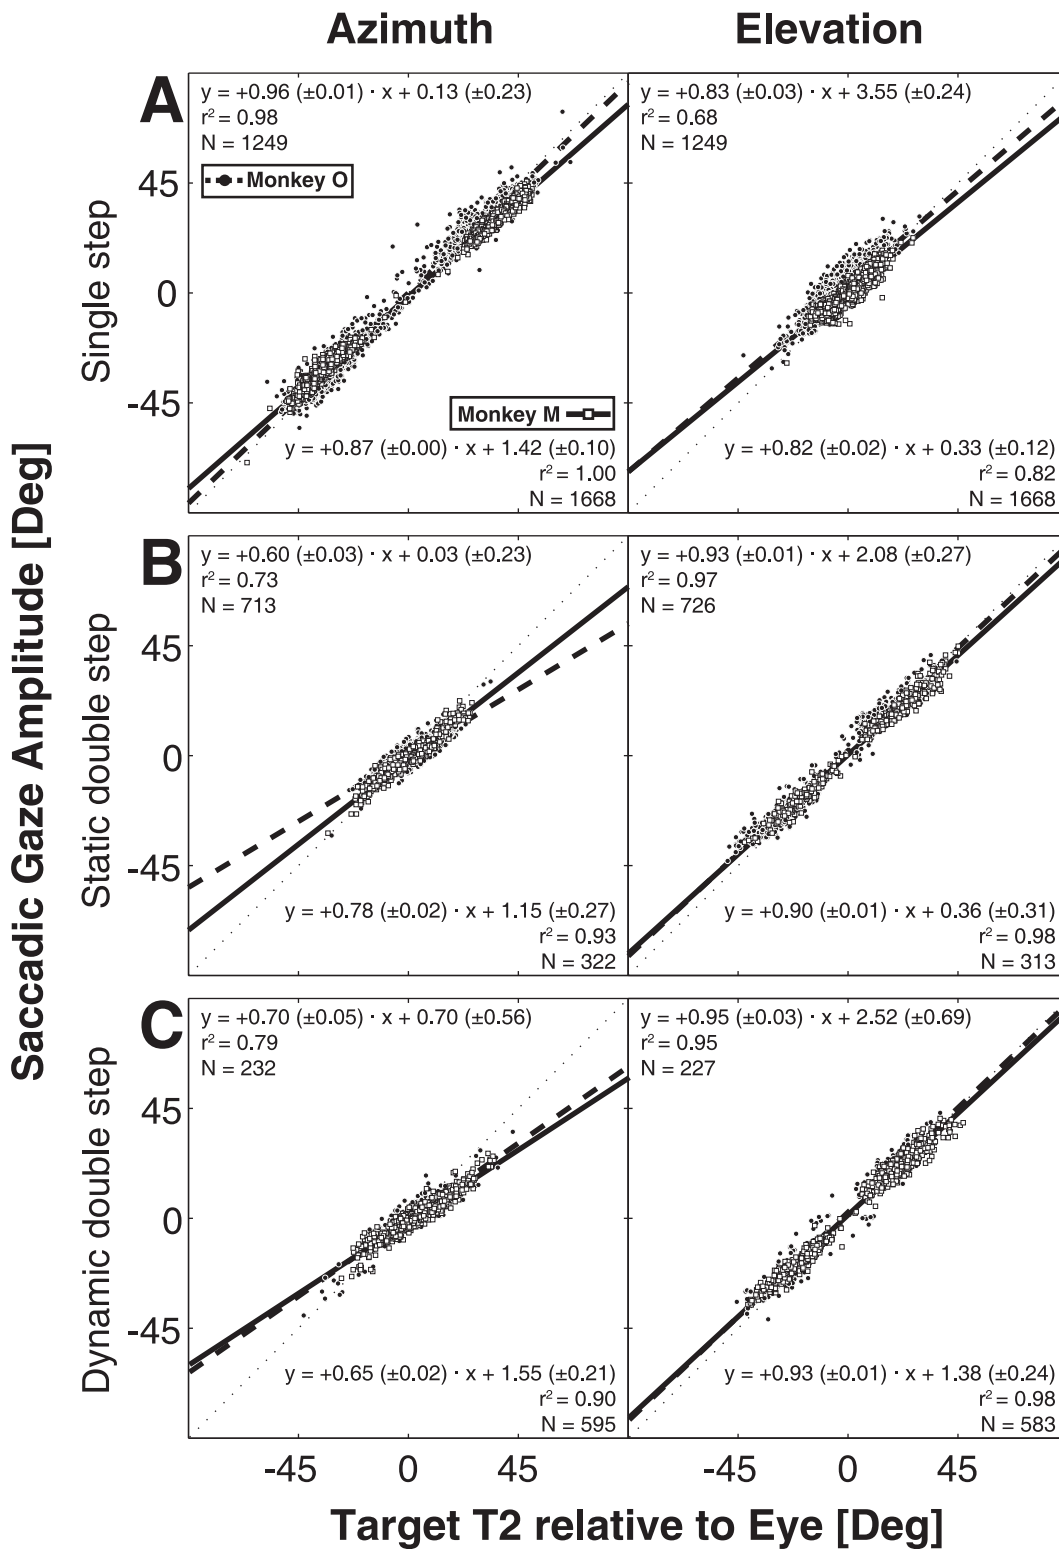 Azimuth
Elevation
Saccadic Gaze Amplitude [Deg]
A
Single step
y = +0.96 (±0.01) · x + 0.13 (±0.23)
r² = 0.98
N = 1249
Monkey O
45
0
-45
Monkey M
y = +0.87 (±0.00) · x + 1.42 (±0.10)
r² = 1.00
N = 1668
y = +0.83 (±0.03) · x + 3.55 (±0.24)
r² = 0.68
N = 1249
y = +0.82 (±0.02) · x + 0.33 (±0.12)
r² = 0.82
N = 1668
B
Static double step
y = +0.60 (±0.03) · x + 0.03 (±0.23)
r² = 0.73
N = 713
45
0
-45
y = +0.78 (±0.02) · x + 1.15 (±0.27)
r² = 0.93
N = 322
y = +0.93 (±0.01) · x + 2.08 (±0.27)
r² = 0.97
N = 726
y = +0.90 (±0.01) · x + 0.36 (±0.31)
r² = 0.98
N = 313
C
Dynamic double step
y = +0.70 (±0.05) · x + 0.70 (±0.56)
r² = 0.79
N = 232
45
0
-45
y = +0.65 (±0.02) · x + 1.55 (±0.21)
r² = 0.90
N = 595
y = +0.95 (±0.03) · x + 2.52 (±0.69)
r² = 0.95
N = 227
y = +0.93 (±0.01) · x + 1.38 (±0.24)
r² = 0.98
N = 583
-45 0 45 -45 0 45
Target T2 relative to Eye [Deg]